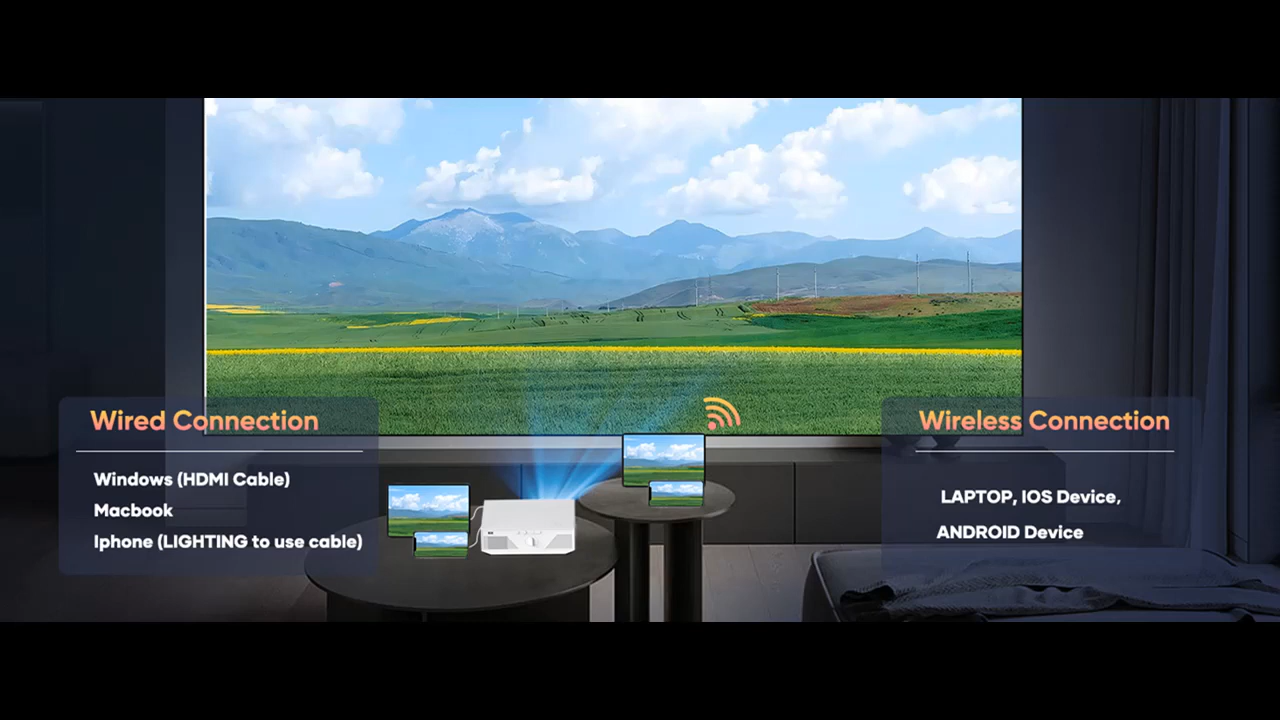 Wired Connection
Windows (HDMI Cable)
Macbook
Iphone (LIGHTING to use cable)
Wireless Connection
LAPTOP, IOS Device,
ANDROID Device